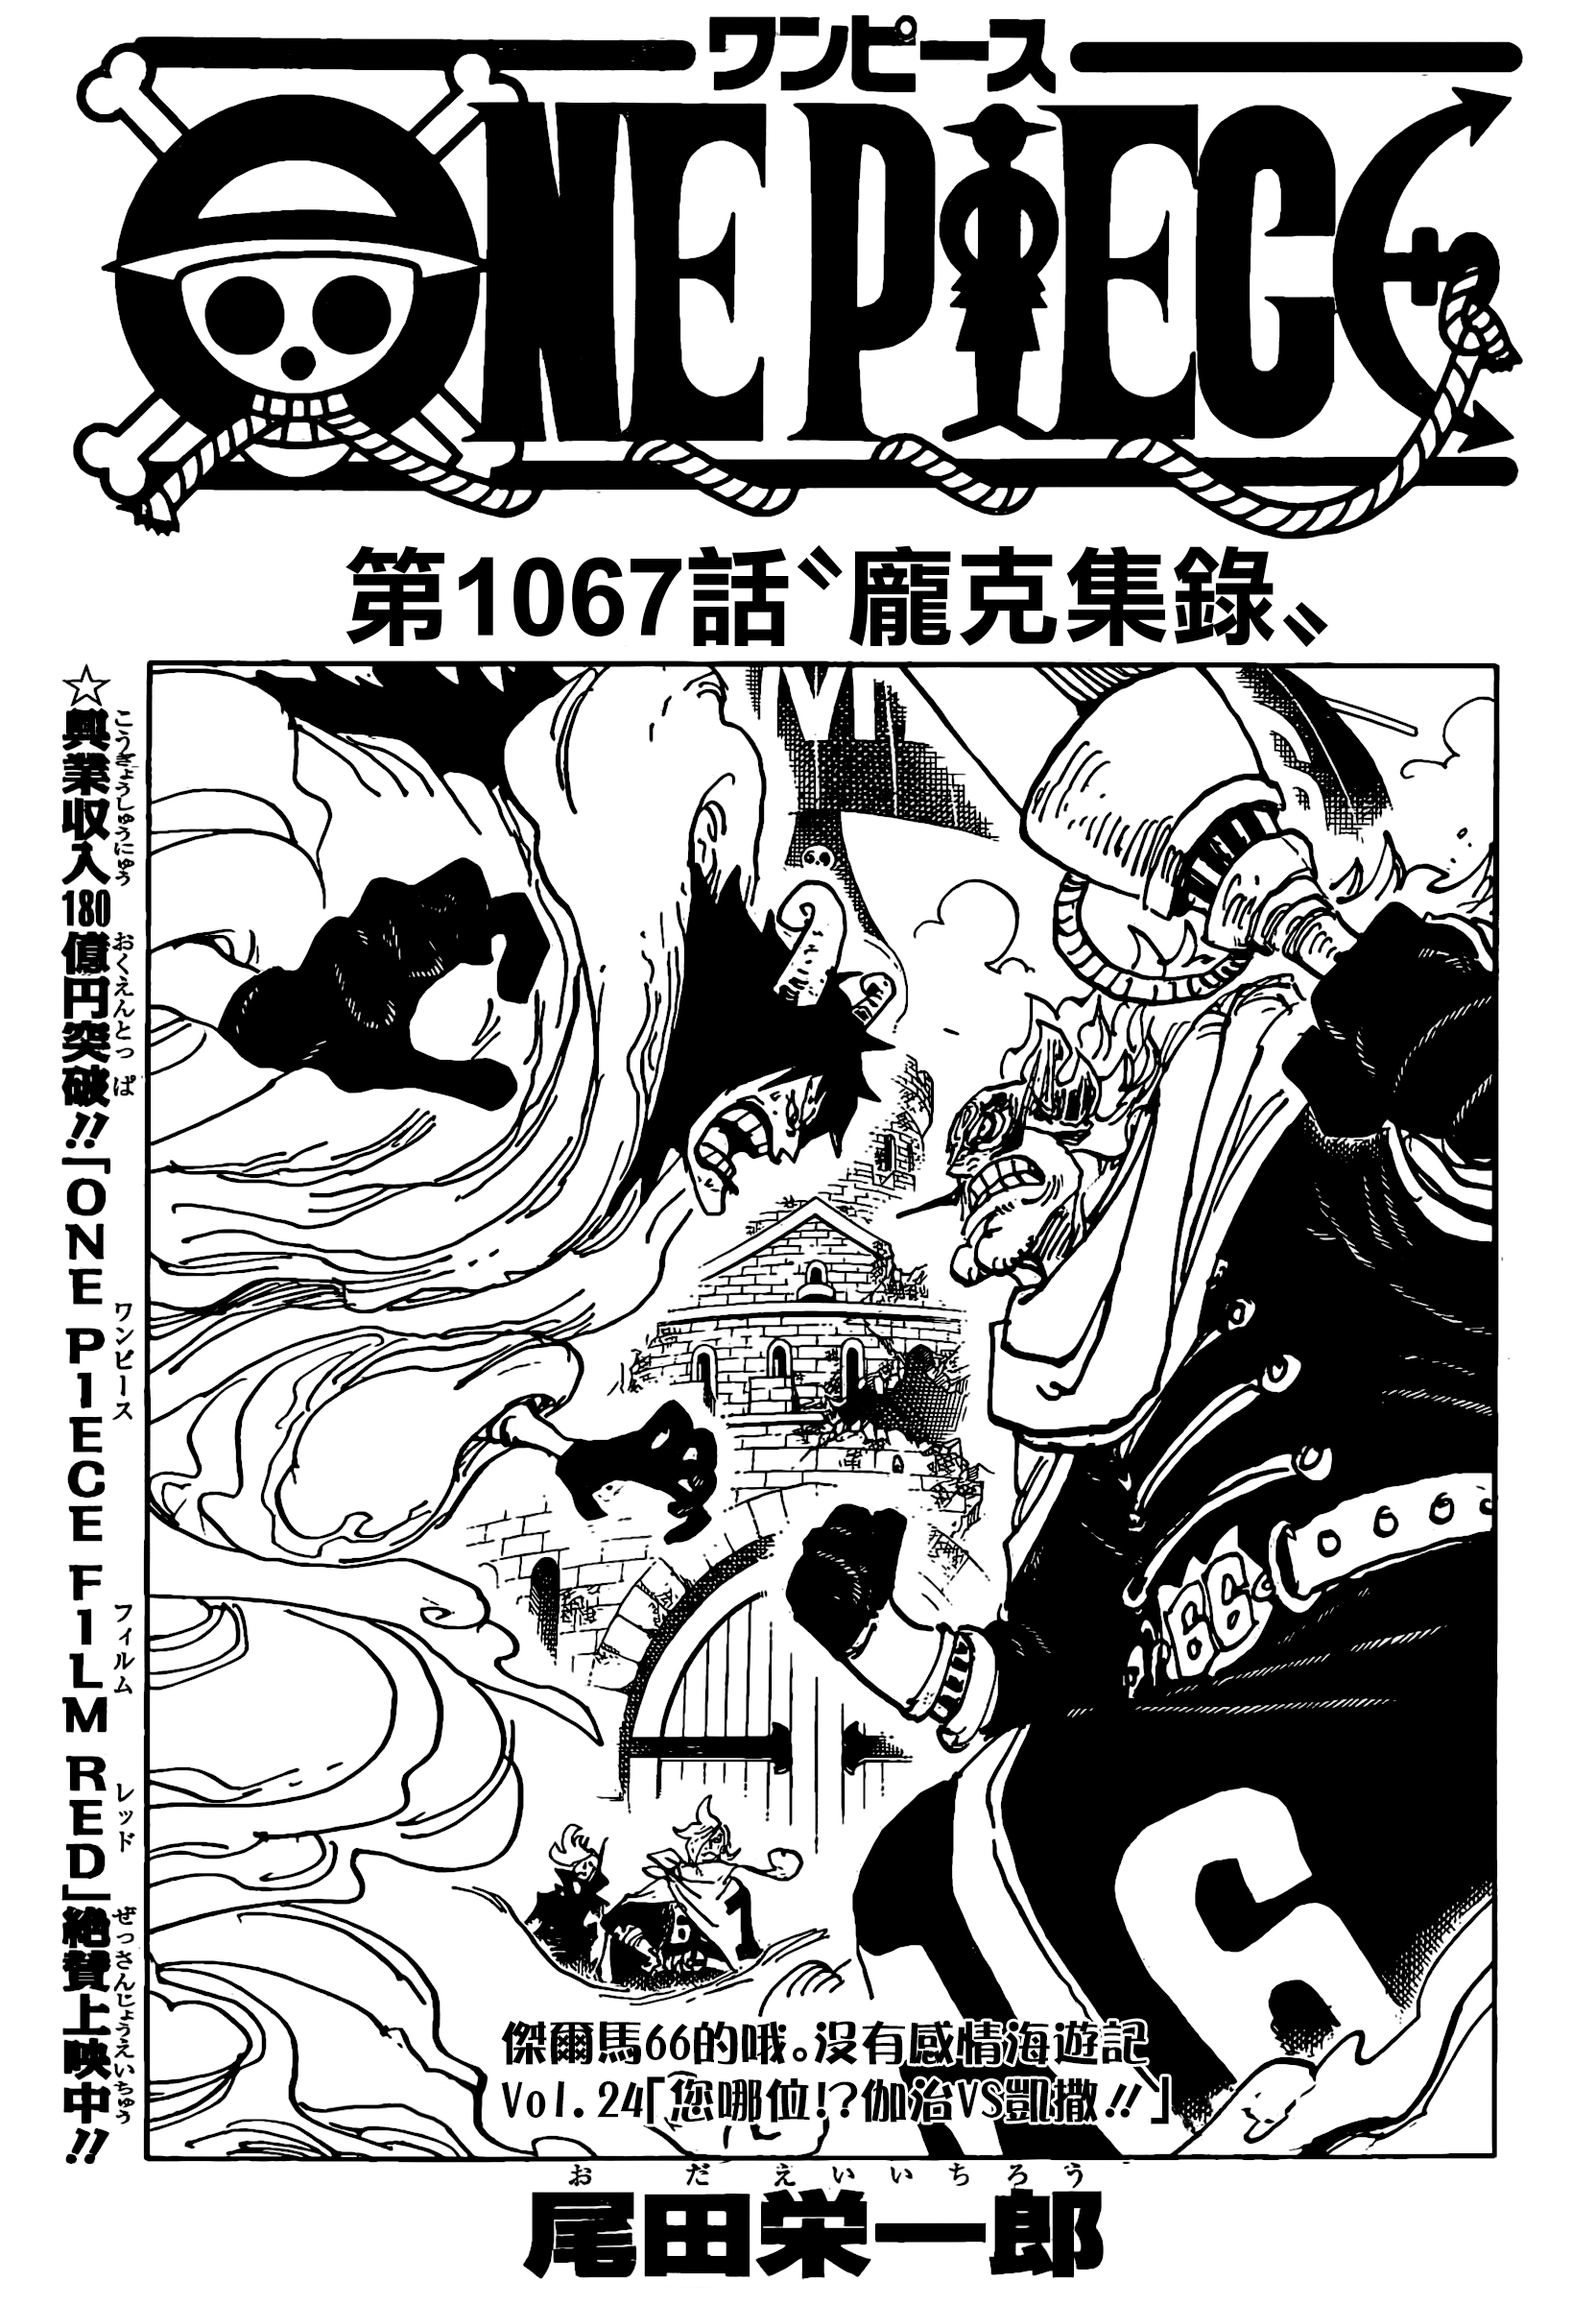 ワンピース
ONE PIECE
第1067話〝龐克集錄〟
☆興業収入180億円突破!!「ONE PIECE FILM RED」絶賛上映中!!
こうぎょうしゅうにゅう
おくえんとっぱ
ワンピース
フィルム
レッド
ぜっさんじょうえいちゅう
66
6
傑爾馬66的哦。沒有感情海遊記
Vol.24「您哪位!?伽治VS凱撒!!」
おだえいいちろう
尾田栄一郎